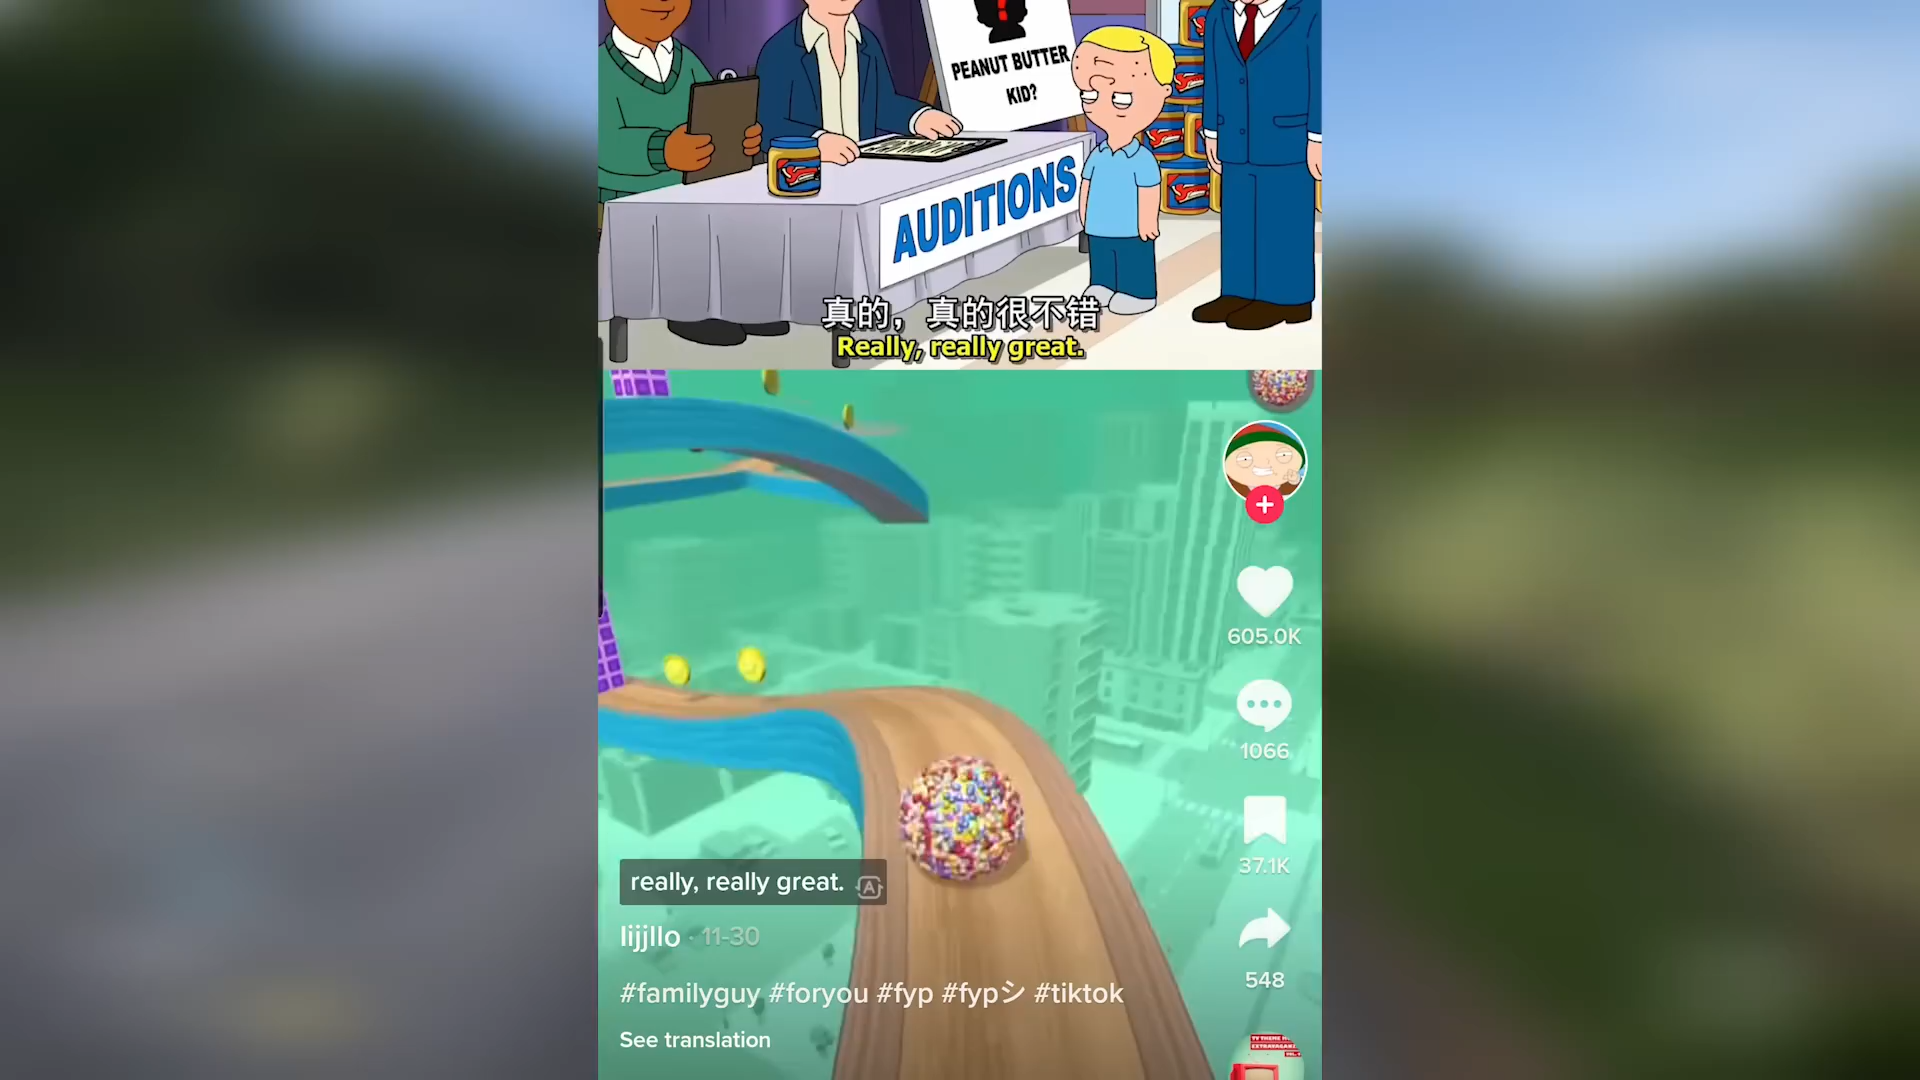 PEANUT BUTTER
KID?
AUDITIONS
真的，真的很不错
Really, really great.
605.0K
1066
37.1K
really, really great.
lijjllo · 11-30
548
#familyguy #foryou #fyp #fypシ #tiktok
See translation